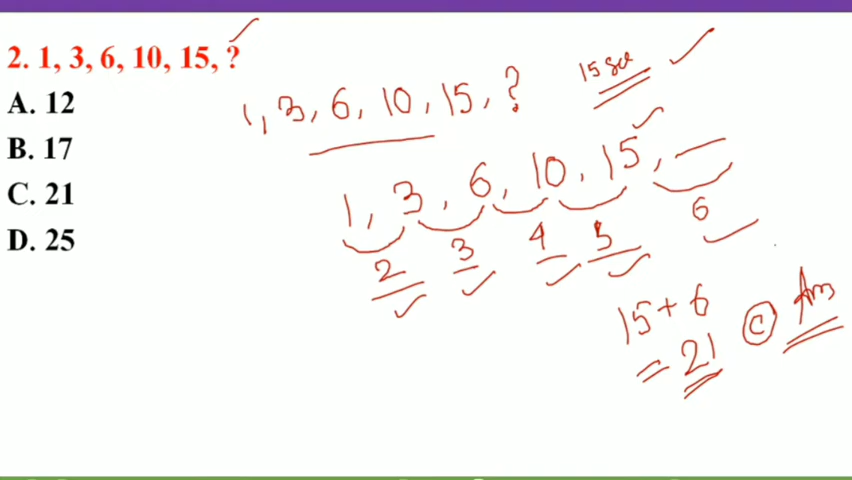 2. 1, 3, 6, 10, 15, ?
A. 12
B. 17
C. 21
D. 25
1, 3, 6, 10, 15, ?
15 sec
1, 3, 6, 10, 15, __
2 3 4 5 6
15 + 6
= 21 C Ans